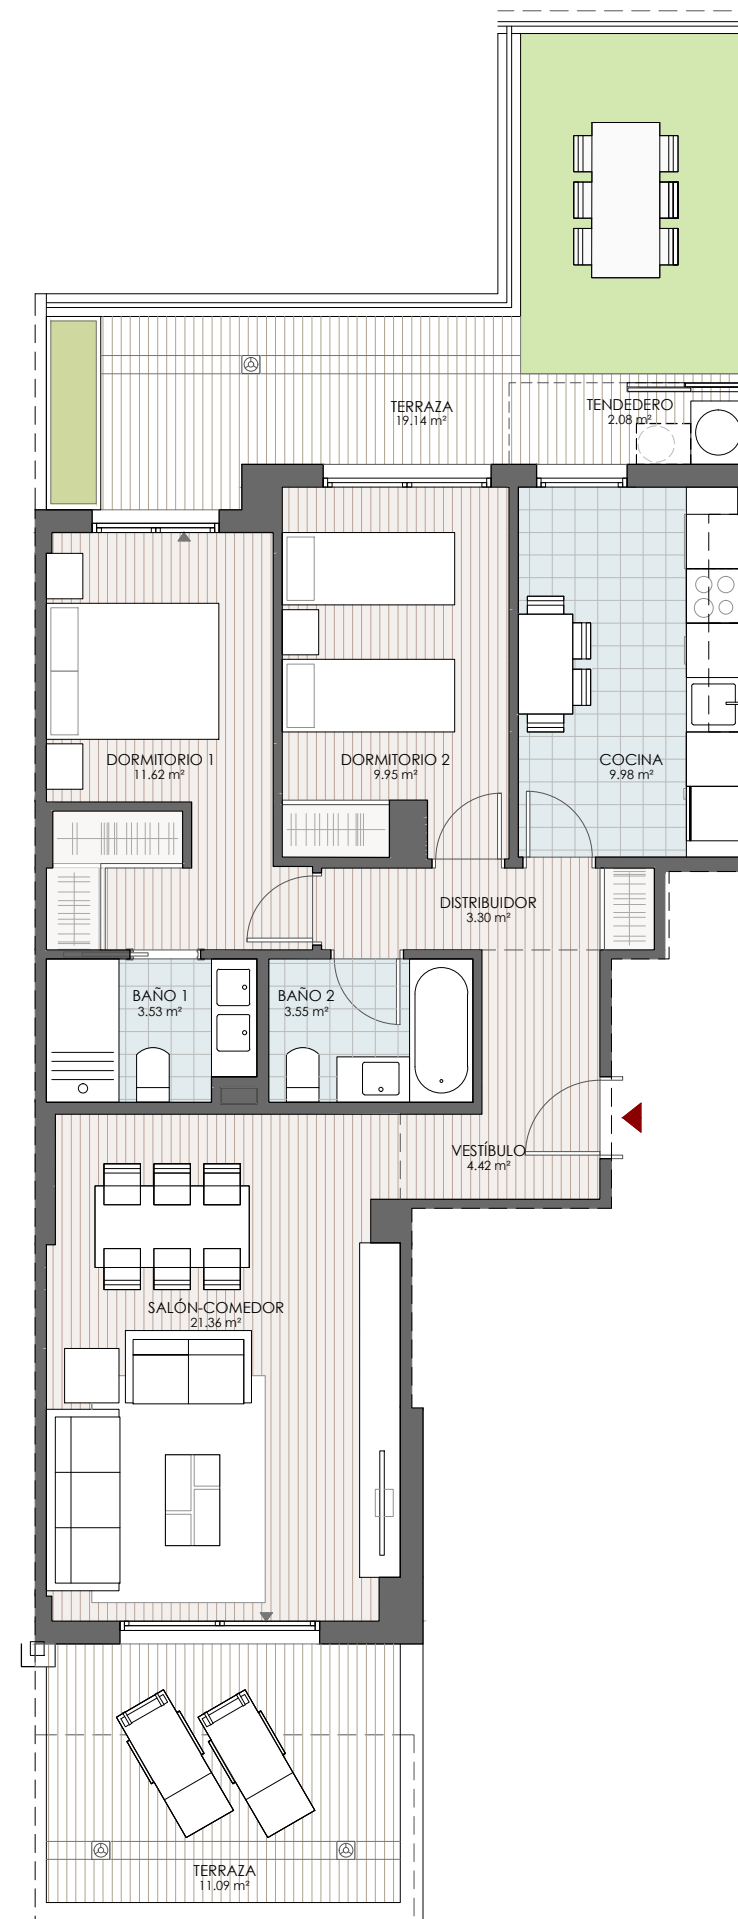 TERRAZA
19.14 m²
TENDEDERO
2.08 m²
DORMITORIO 1
11.62 m²
DORMITORIO 2
9.95 m²
COCINA
9.98 m²
DISTRIBUIDOR
3.30 m²
BAÑO 1
3.53 m²
BAÑO 2
3.55 m²
VESTÍBULO
4.42 m²
SALÓN-COMEDOR
21.36 m²
TERRAZA
11.09 m²